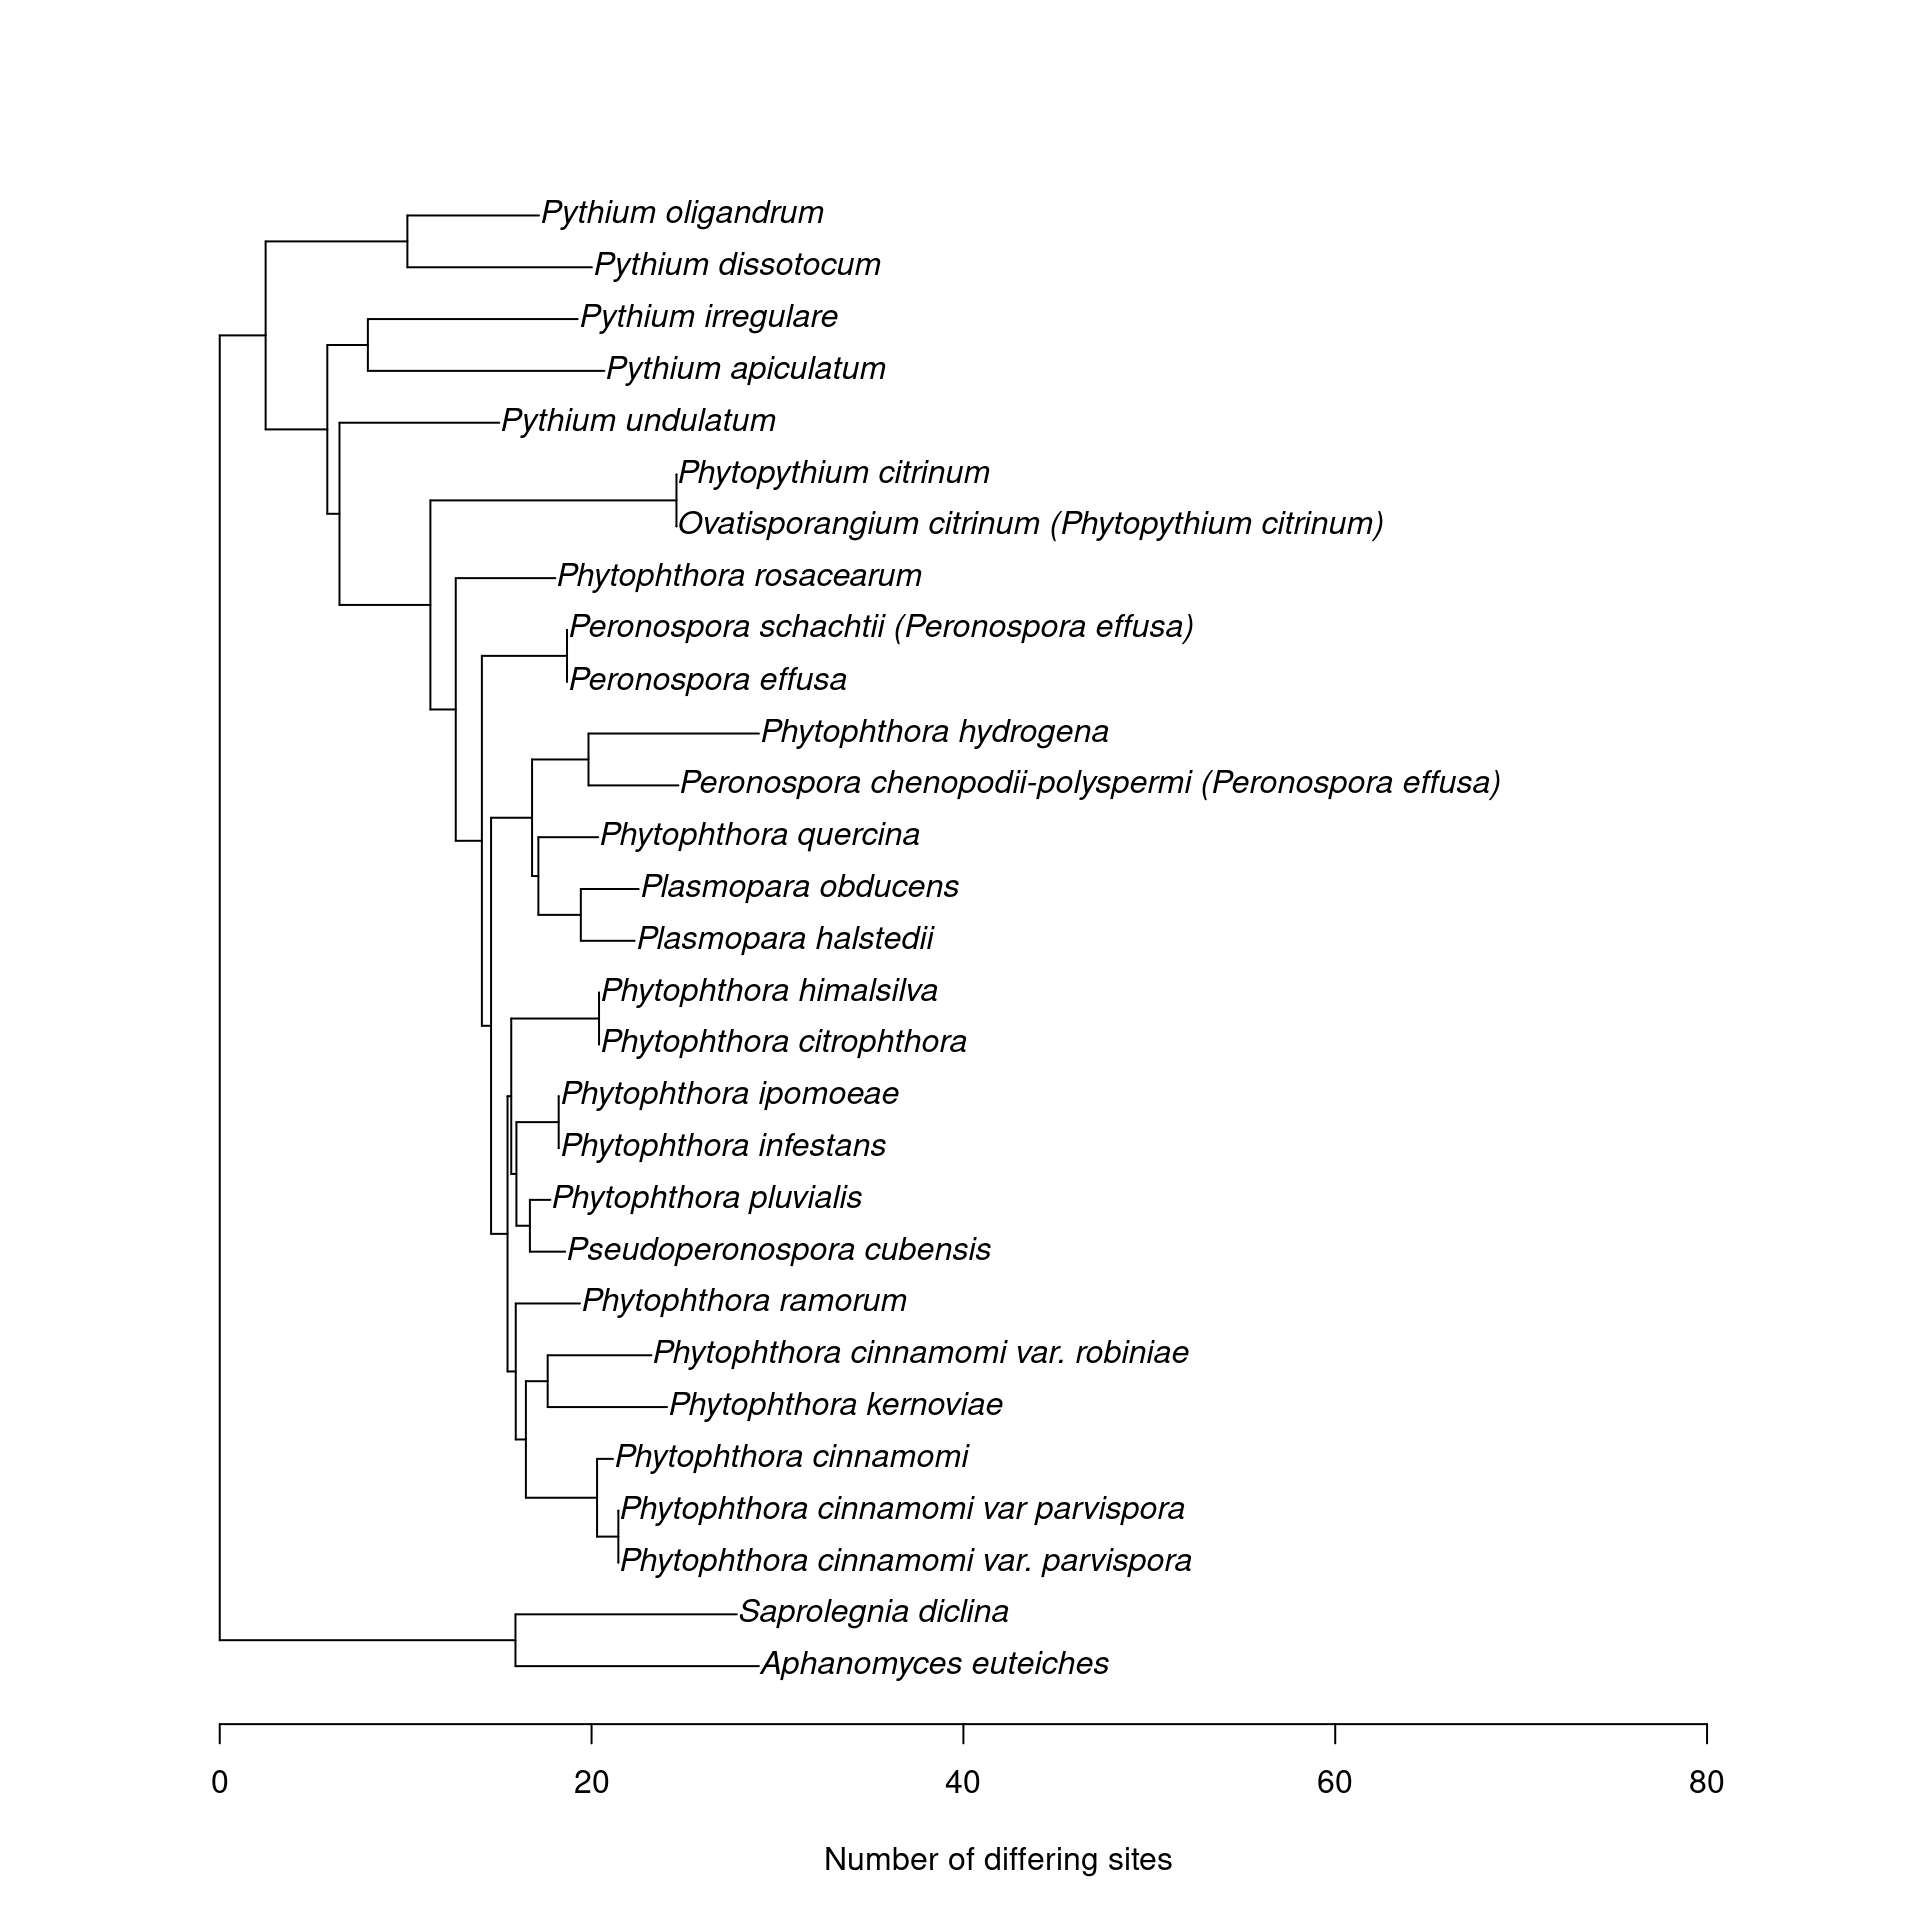 Pythium oligandrum
Pythium dissotocum
Pythium irregulare
Pythium apiculatum
Pythium undulatum
Phytopythium citrinum
Ovatisporangium citrinum (Phytopythium citrinum)
Phytophthora rosacearum
Peronospora schachtii (Peronospora effusa)
Peronospora effusa
Phytophthora hydrogena
Peronospora chenopodii-polyspermi (Peronospora effusa)
Phytophthora quercina
Plasmopara obducens
Plasmopara halstedii
Phytophthora himalsilva
Phytophthora citrophthora
Phytophthora ipomoeae
Phytophthora infestans
Phytophthora pluvialis
Pseudoperonospora cubensis
Phytophthora ramorum
Phytophthora cinnamomi var. robiniae
Phytophthora kernoviae
Phytophthora cinnamomi
Phytophthora cinnamomi var parvispora
Phytophthora cinnamomi var. parvispora
Saprolegnia diclina
Aphanomyces euteiches
0 20 40 60 80
Number of differing sites